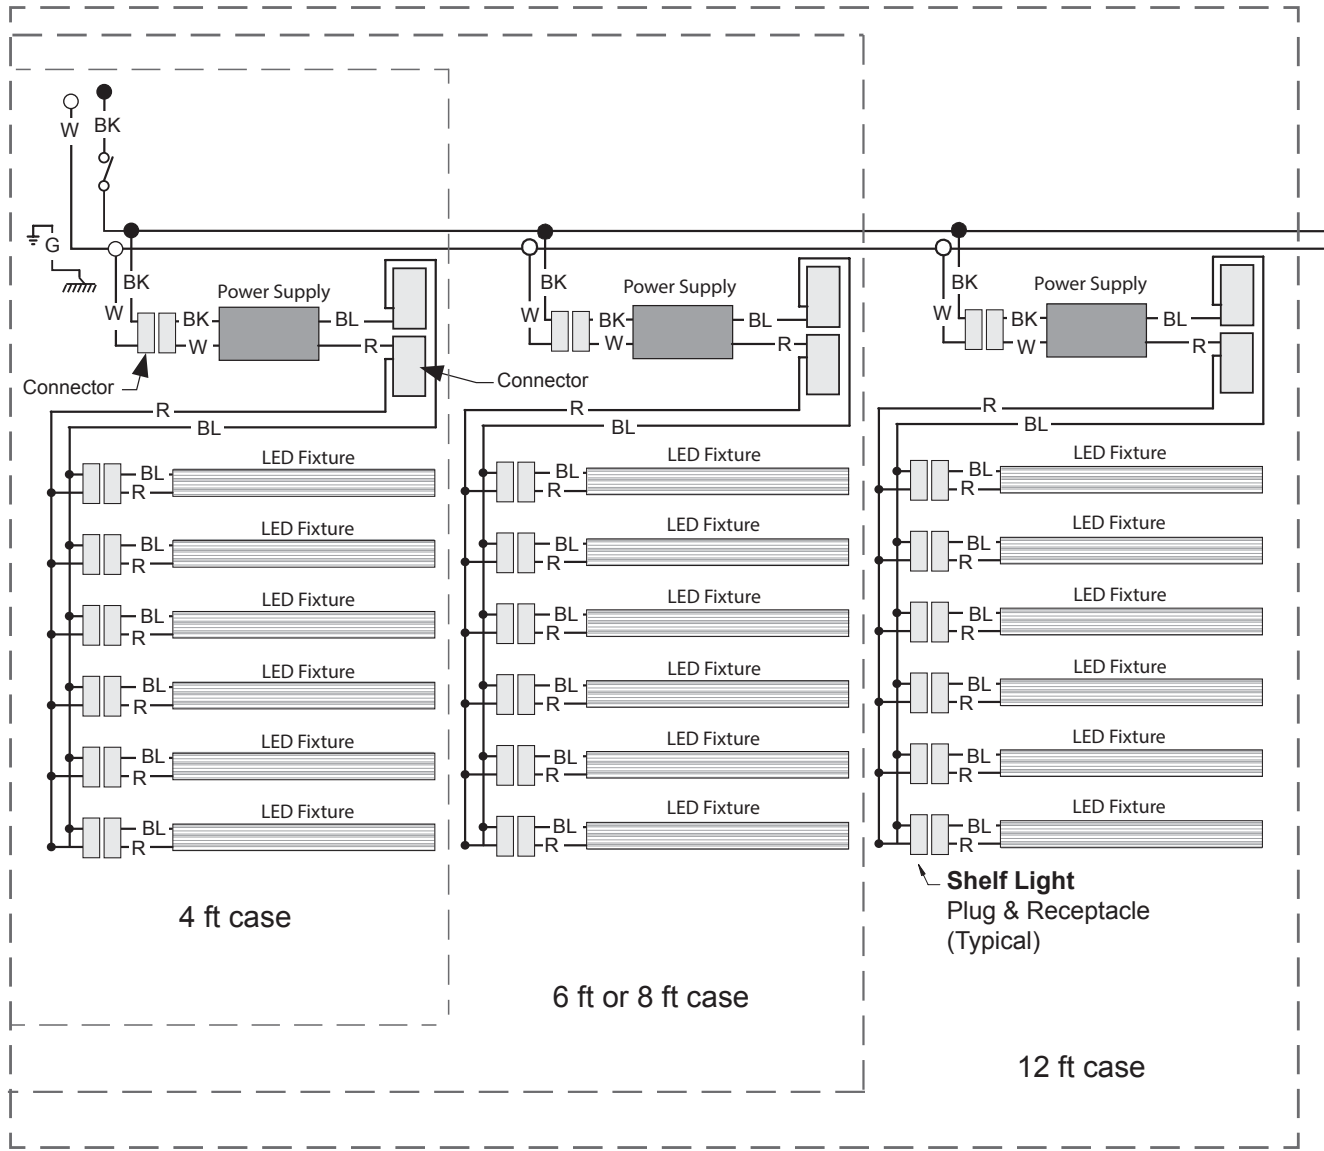 W
BK
G
BK
W
Power Supply
BK
W
BL
R
Connector
Connector
R
BL
LED Fixture
BL
R
LED Fixture
BL
R
LED Fixture
BL
R
LED Fixture
BL
R
LED Fixture
BL
R
LED Fixture
BL
R
4 ft case
BK
W
Power Supply
BK
W
BL
R
R
BL
LED Fixture
BL
R
LED Fixture
BL
R
LED Fixture
BL
R
LED Fixture
BL
R
LED Fixture
BL
R
LED Fixture
BL
R
6 ft or 8 ft case
BK
W
Power Supply
BK
W
BL
R
R
BL
LED Fixture
BL
R
LED Fixture
BL
R
LED Fixture
BL
R
LED Fixture
BL
R
LED Fixture
BL
R
LED Fixture
BL
R
Shelf Light
Plug & Receptacle
(Typical)
12 ft case